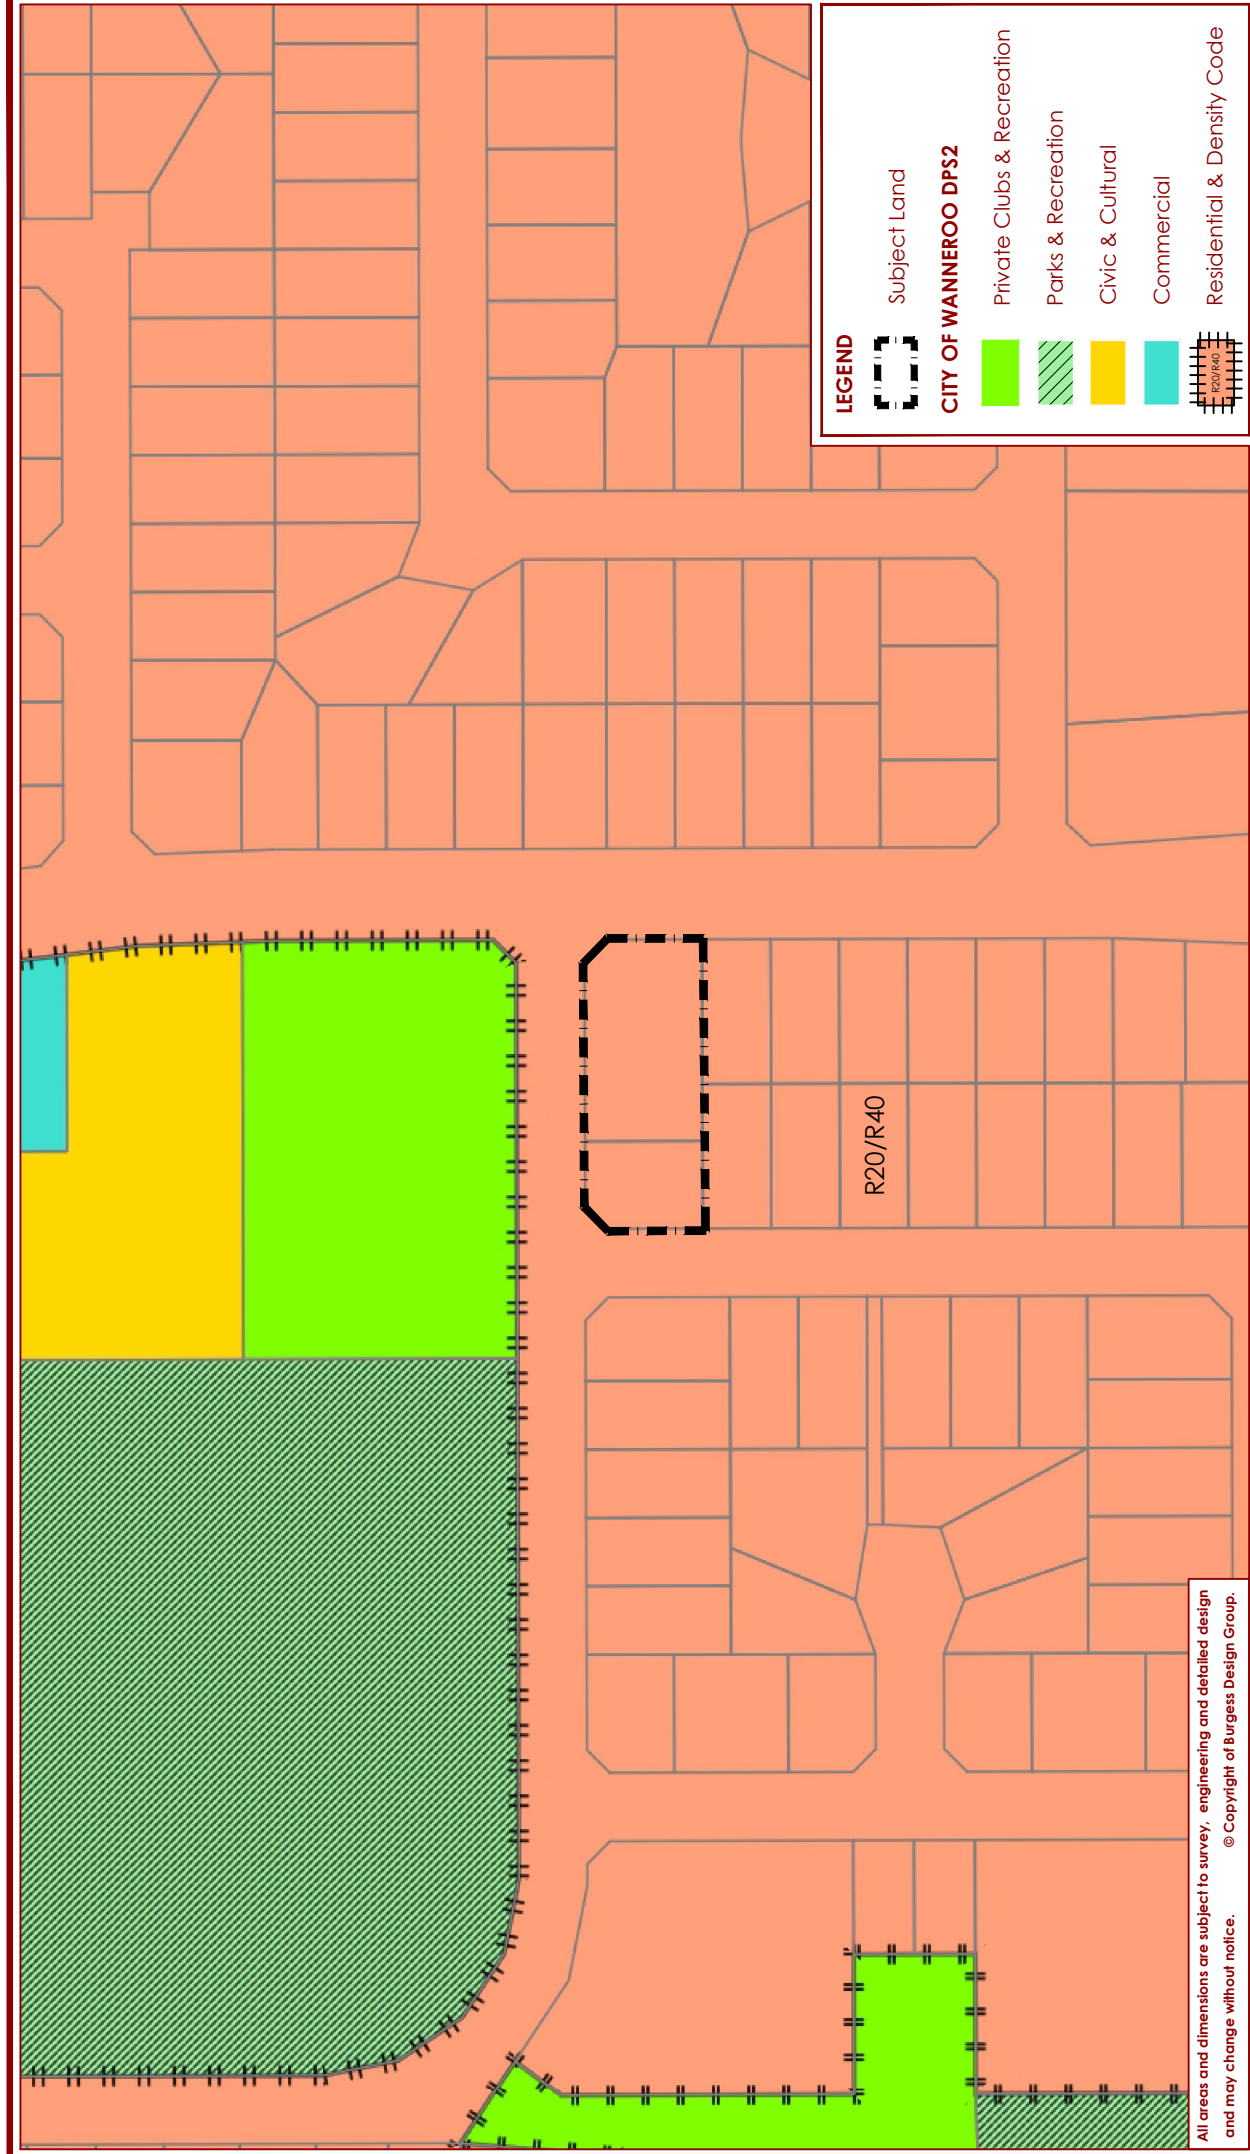 R20/R40
LEGEND
Subject Land
CITY OF WANNEROO DPS2
Private Clubs & Recreation
Parks & Recreation
Civic & Cultural
Commercial
R20/R40
Residential & Density Code
All areas and dimensions are subject to survey, engineering and detailed design
and may change without notice. © Copyright of Burgess Design Group.